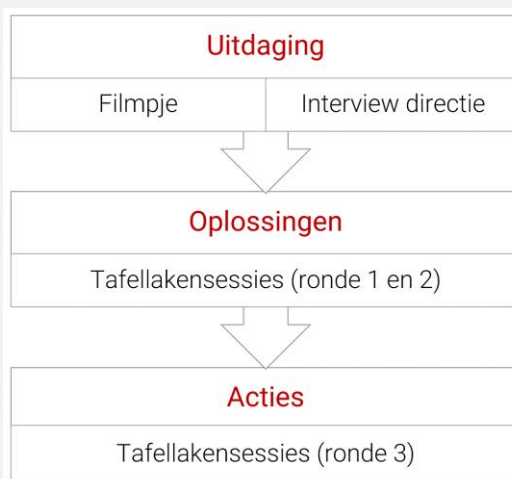 Uitdaging
Filmpje
Interview directie
Oplossingen
Tafellakensessies (ronde 1 en 2)
Acties
Tafellakensessies (ronde 3)